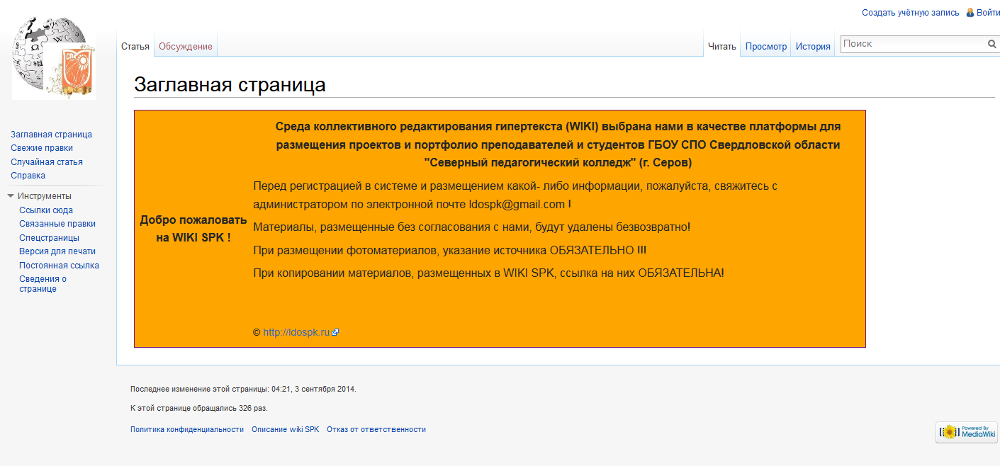 Создать учётную запись
Войти
Статья
Обсуждение
Читать
Просмотр
История
Поиск
Заглавная страница
Заглавная страница
Свежие правки
Случайная статья
Справка
Инструменты
Ссылки сюда
Связанные правки
Спецстраницы
Версия для печати
Постоянная ссылка
Сведения о
странице
Добро пожаловать
на WIKI SPK !
Среда коллективного редактирования гипертекста (WIKI) выбрана нами в качестве платформы для
размещения проектов и портфолио преподавателей и студентов ГБОУ СПО Свердловской области
"Северный педагогический колледж" (г. Серов)
Перед регистрацией в системе и размещением какой- либо информации, пожалуйста, свяжитесь с
администратором по электронной почте ldospk@gmail.com !
Материалы, размещенные без согласования с нами, будут удалены безвозвратно!
При размещении фотоматериалов, указание источника ОБЯЗАТЕЛЬНО !!!
При копировании материалов, размещенных в WIKI SPK, ссылка на них ОБЯЗАТЕЛЬНА!
© http://ldospk.ru
Последнее изменение этой страницы: 04:21, 3 сентября 2014.
К этой странице обращались 326 раз.
Политика конфиденциальности Описание wiki SPK Отказ от ответственности
Powered By
MediaWiki